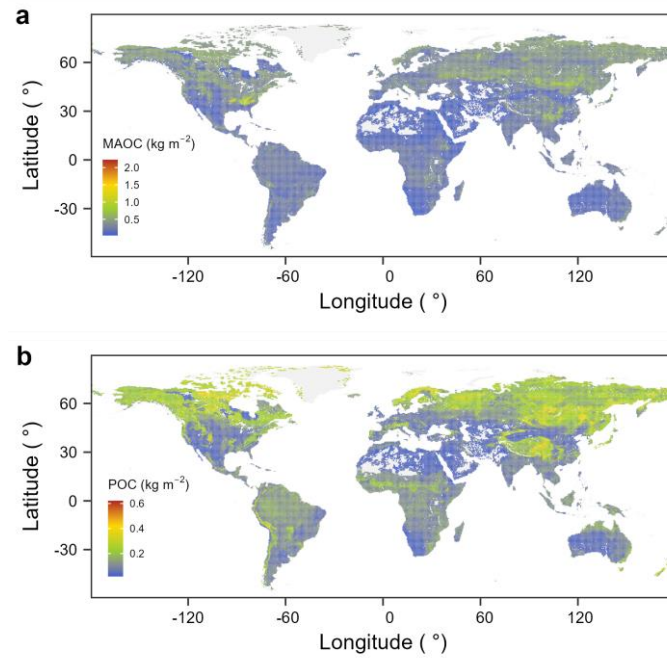 a
Latitude ( °)
60
30
0
-30
MAOC (kg m⁻²)
2.0
1.5
1.0
0.5
-120 -60 0 60 120
Longitude ( °)
b
Latitude ( °)
60
30
0
-30
POC (kg m⁻²)
0.6
0.4
0.2
-120 -60 0 60 120
Longitude ( °)